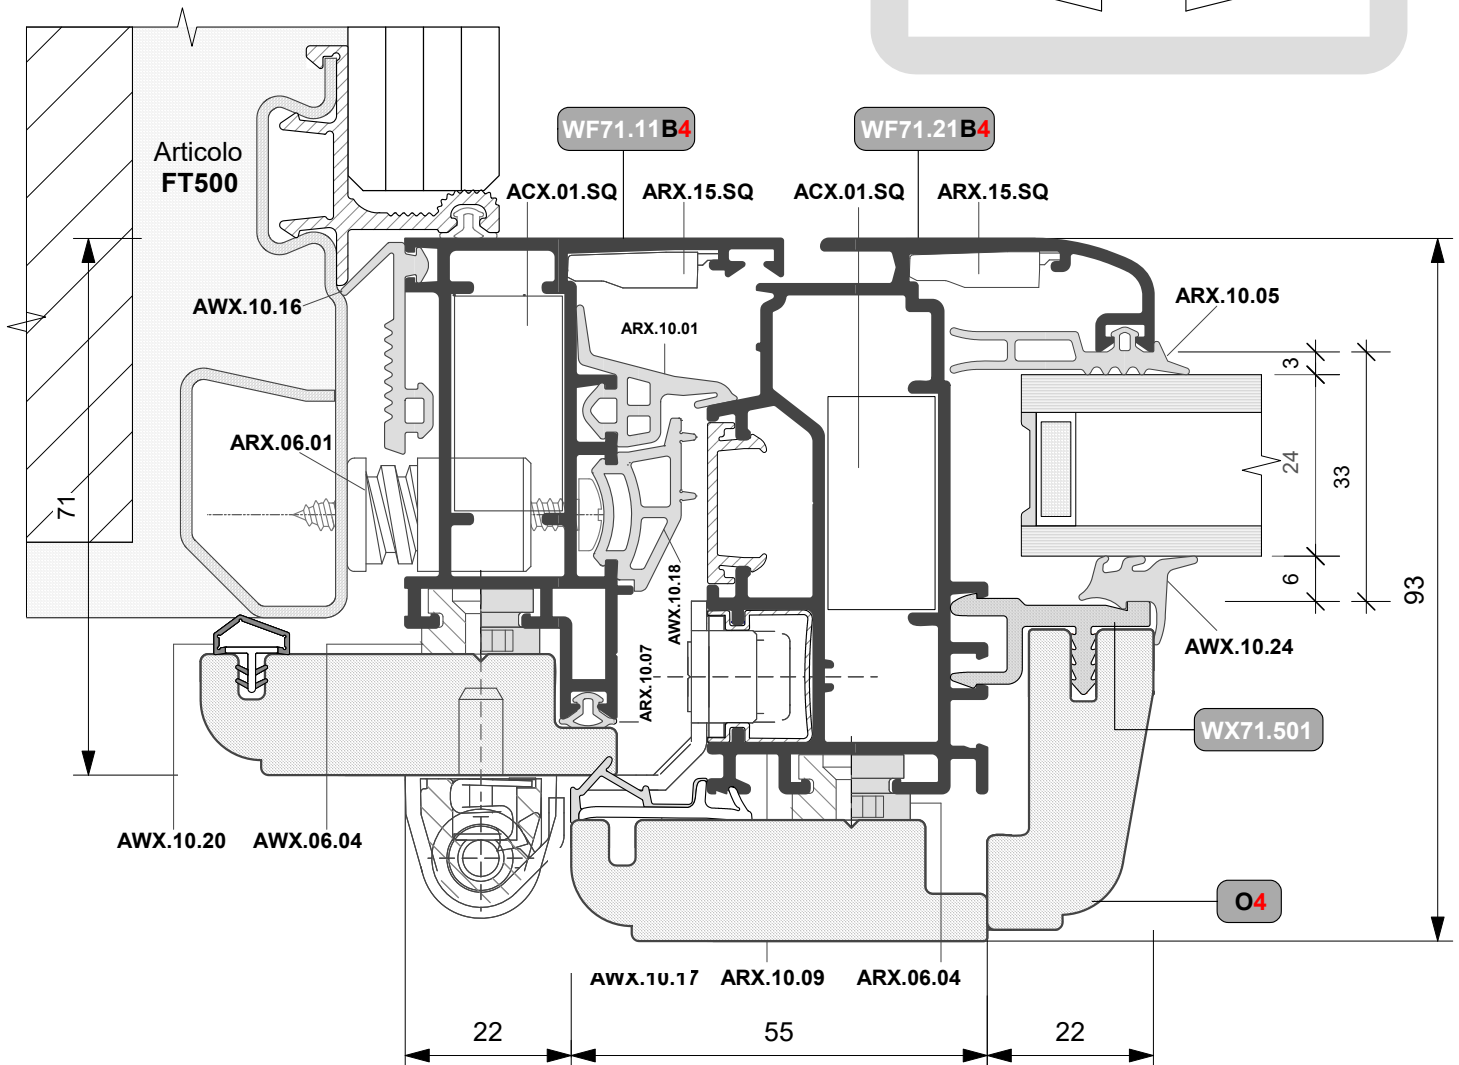 WF71.11B4
WF71.21B4
Articolo
FT500
ACX.01.SQ
ARX.15.SQ
ACX.01.SQ
ARX.15.SQ
AWX.10.16
ARX.10.05
ARX.10.01
3
ARX.06.01
24
33
71
6
93
AWX.10.18
AWX.10.24
ARX.10.07
WX71.501
AWX.10.20
AWX.06.04
O4
AWX.10.17
ARX.10.09
ARX.06.04
22
55
22